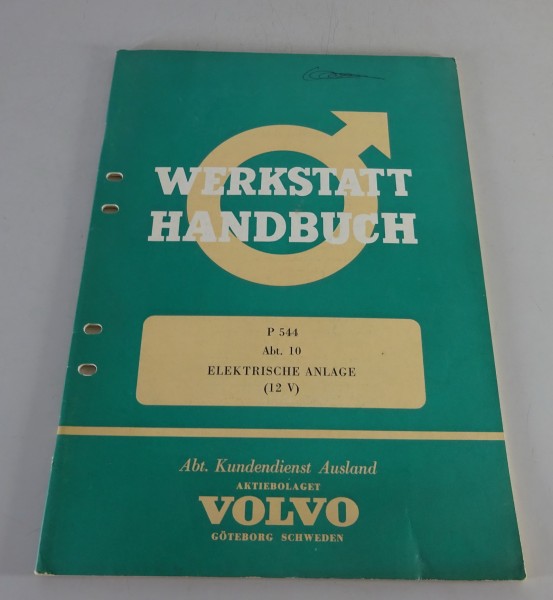 WERKSTATT
HANDBUCH
P 544
Abt. 10
ELEKTRISCHE ANLAGE
(12 V)
Abt. Kundendienst Ausland
AKTIEBOLAGET
VOLVO
GÖTEBORG SCHWEDEN